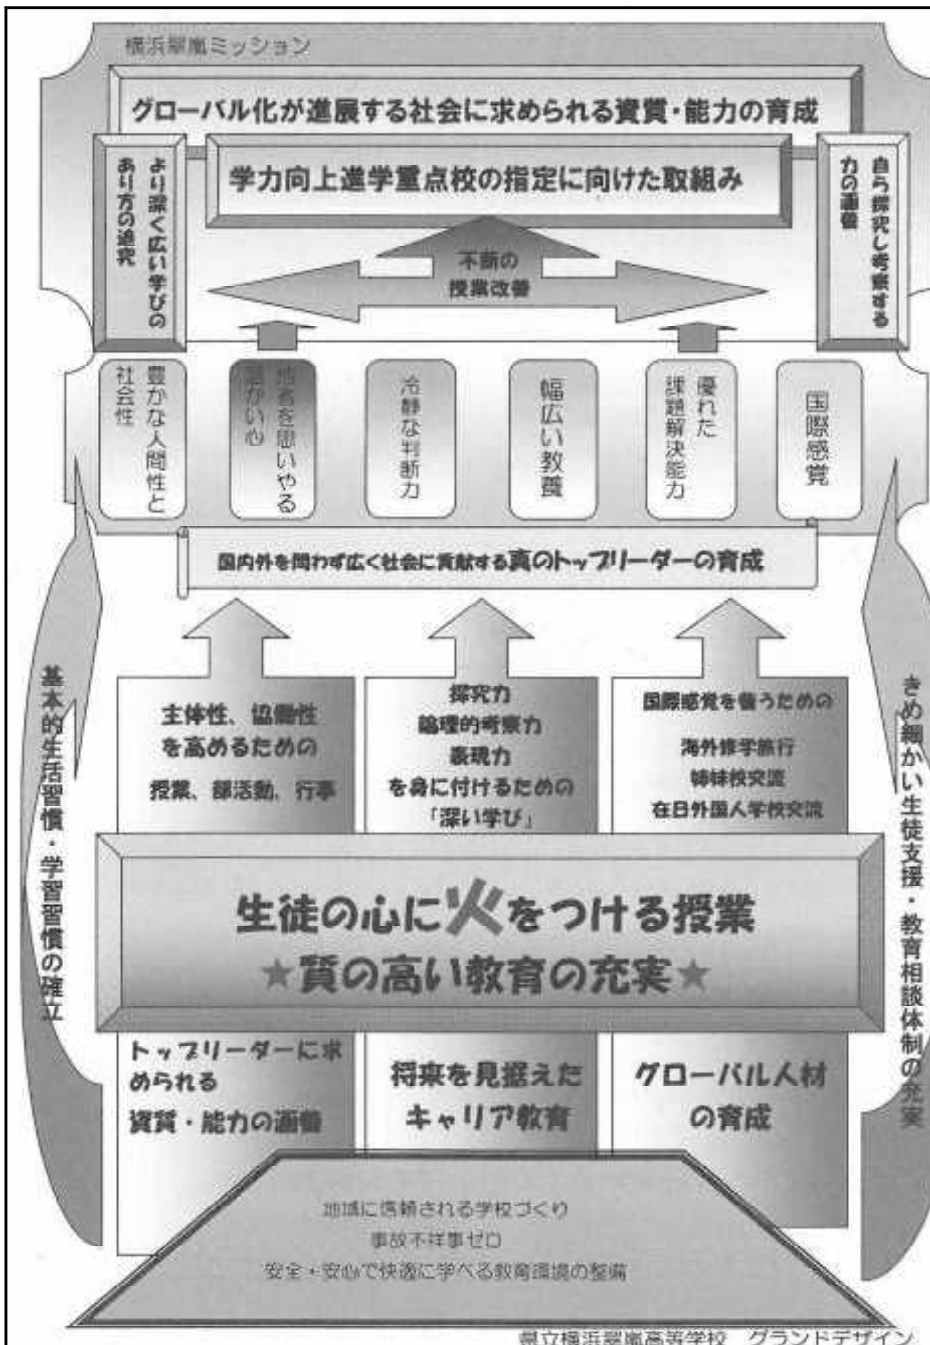 横浜翠嵐ミッション
グローバル化が進展する社会に求められる資質・能力の育成
学力向上進学重点校の指定に向けた取組み
より深く広い学びの
あり方の追究
自ら探究し考察する
力の涵養
不断の
授業改善
豊かな人間性と
社会性
他者を思いやる
温かい心
冷静な判断力
幅広い教養
優れた
課題解決能力
国際感覚
国内外を問わず広く社会に貢献する真のトップリーダーの育成
基本的生活習慣・学習習慣の確立
主体性、協働性
を高めるための
授業、部活動、行事
探究力
論理的考察力
表現力
を身に付けるための
「深い学び」
国際感覚を養うための
海外修学旅行
姉妹校交流
在日外国人学校交流
きめ細かい生徒支援・教育相談体制の充実
生徒の心に火をつける授業
★質の高い教育の充実★
トップリーダーに求
められる
資質・能力の涵養
将来を見据えた
キャリア教育
グローバル人材
の育成
地域に信頼される学校づくり
事故不祥事ゼロ
安全・安心で快適に学べる教育環境の整備
県立横浜翠嵐高等学校 グランドデザイン